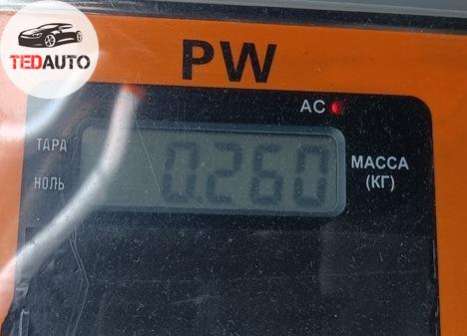 TEDAUTO
PW
AC
ТАРА
НОЛЬ
0.260
МАССА
(КГ)